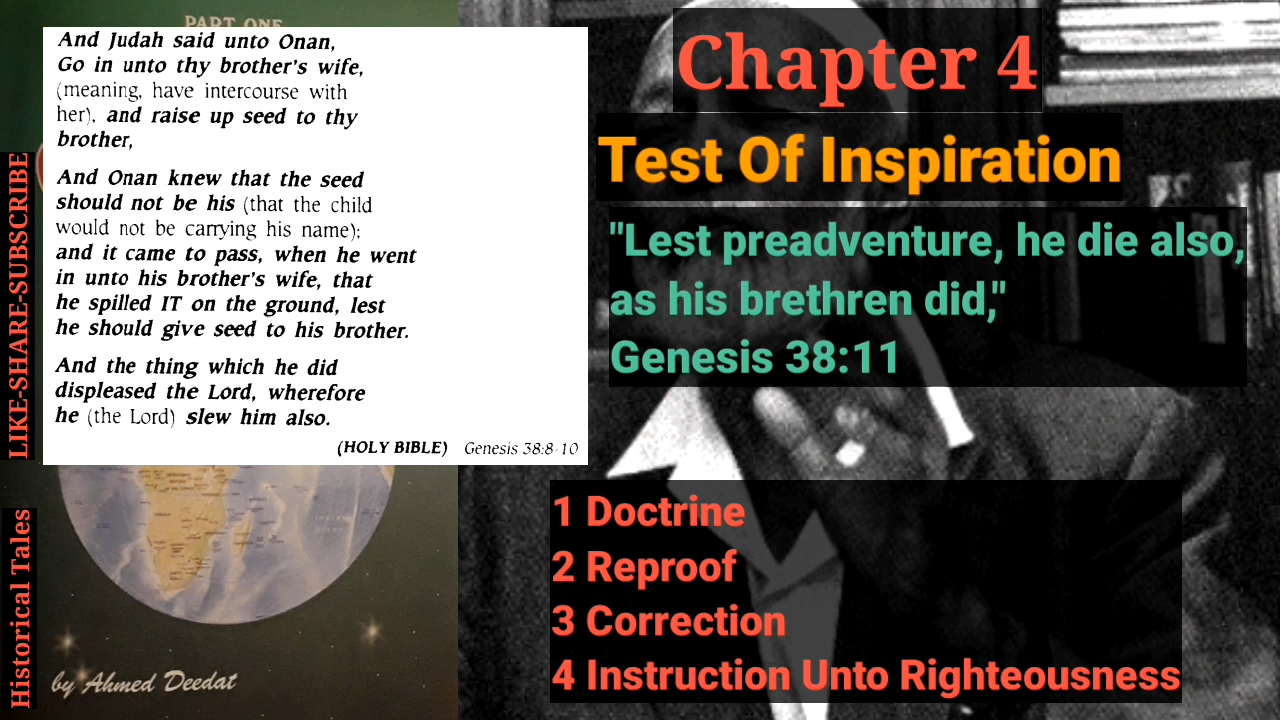 PART ONE
And Judah said unto Onan,
Go in unto thy brother's wife,
(meaning, have intercourse with
her), and raise up seed to thy
brother,
And Onan knew that the seed
should not be his (that the child
would not be carrying his name);
and it came to pass, when he went
in unto his brother's wife, that
he spilled IT on the ground, lest
he should give seed to his brother.
And the thing which he did
displeased the Lord, wherefore
he (the Lord) slew him also.
(HOLY BIBLE) Genesis 38:8-10
LIKE-SHARE-SUBSCRIBE
Historical Tales
by Ahmed Deedat
Chapter 4
Test Of Inspiration
"Lest preadventure, he die also,
as his brethren did,"
Genesis 38:11
1 Doctrine
2 Reproof
3 Correction
4 Instruction Unto Righteousness